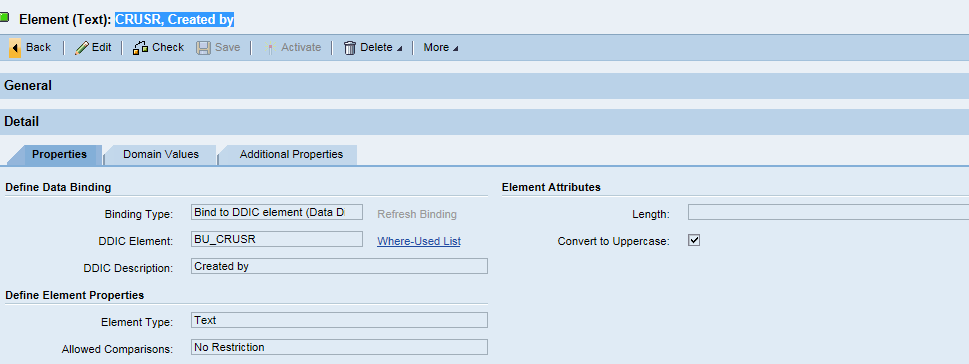 Element (Text): CRUSR, Created by
Back Edit Check Save Activate Delete More
General
Detail
Properties Domain Values Additional Properties
Define Data Binding Element Attributes
Binding Type: Bind to DDIC element (Data D Refresh Binding Length:
DDIC Element: BU_CRUSR Where-Used List Convert to Uppercase:
DDIC Description: Created by
Define Element Properties
Element Type: Text
Allowed Comparisons: No Restriction